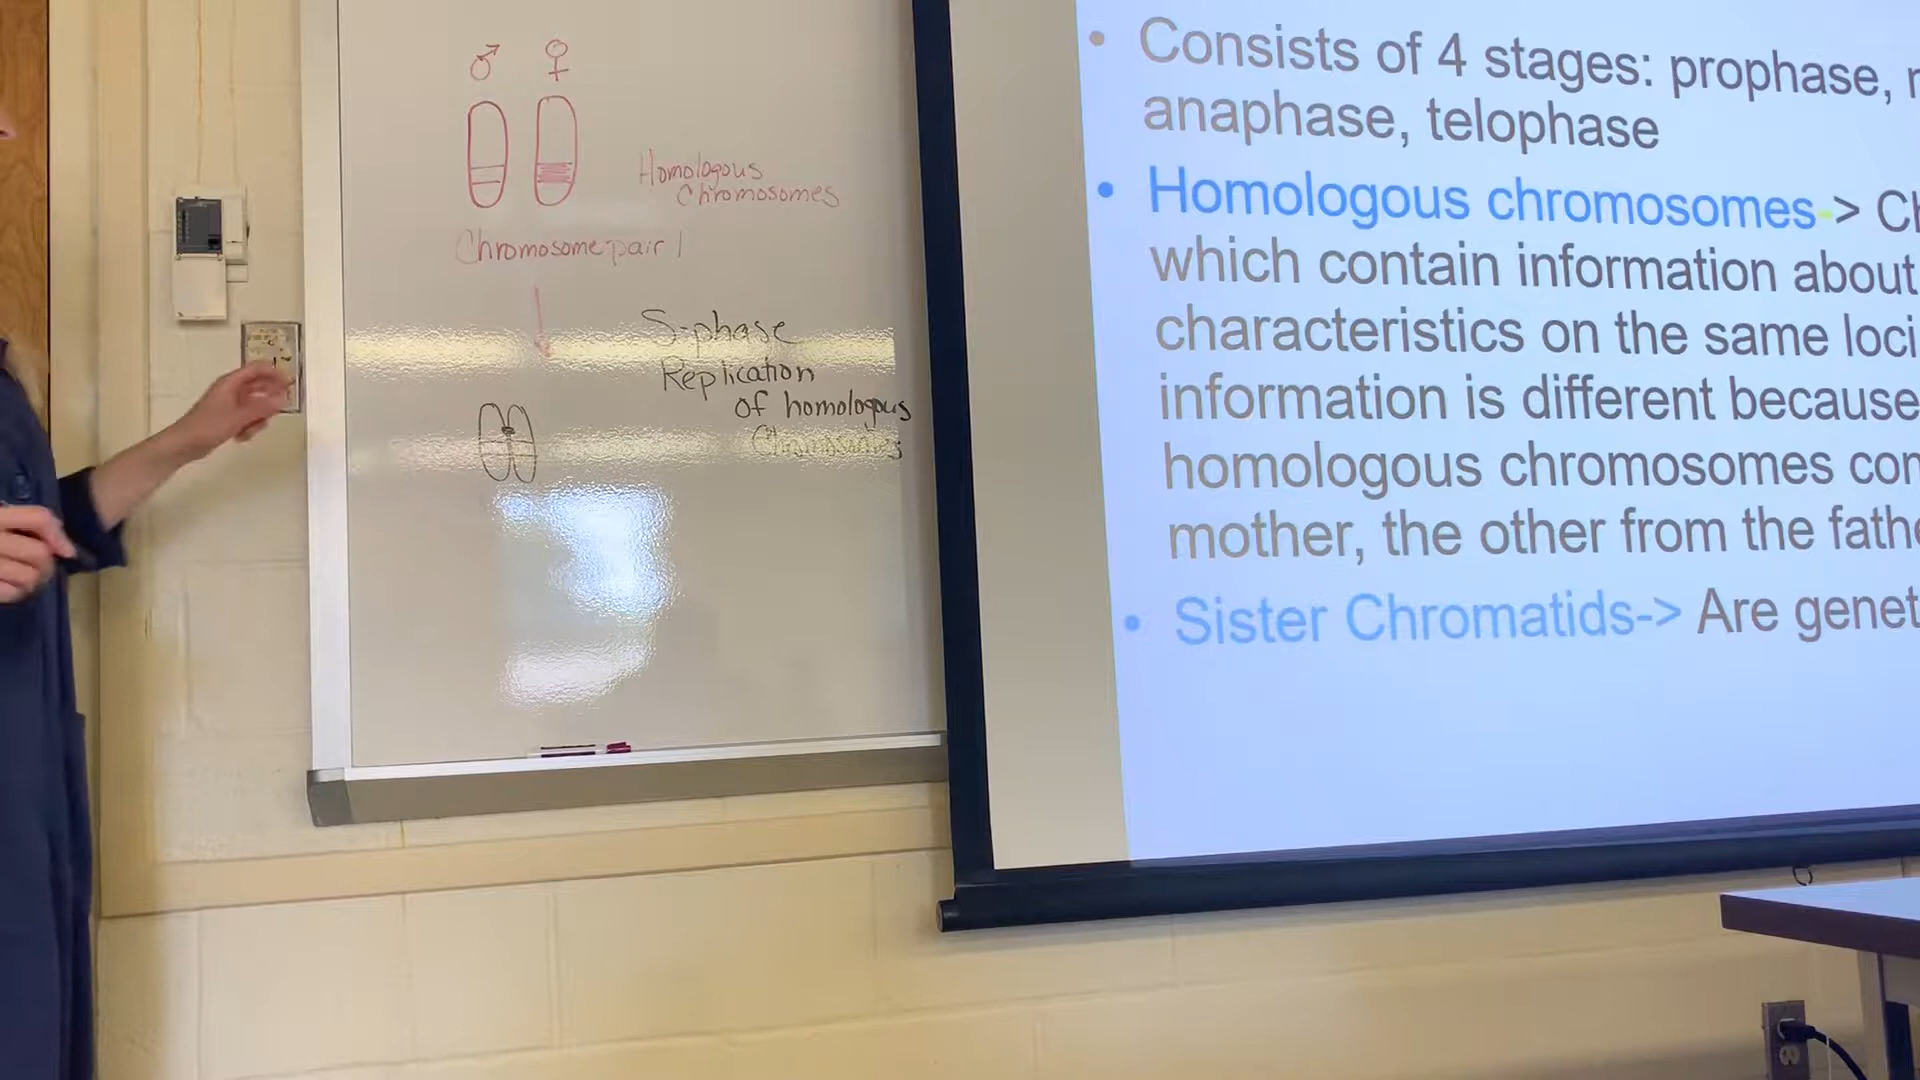 ♂ ♀
Homologous
Chromosomes
Chromosome pair 1
S-phase
Replication
of homologous
Chromosomes
• Consists of 4 stages: prophase,
anaphase, telophase
• Homologous chromosomes->
which contain information about
characteristics on the same loci
information is different because
homologous chromosomes
mother, the other from the
• Sister Chromatids-> Are